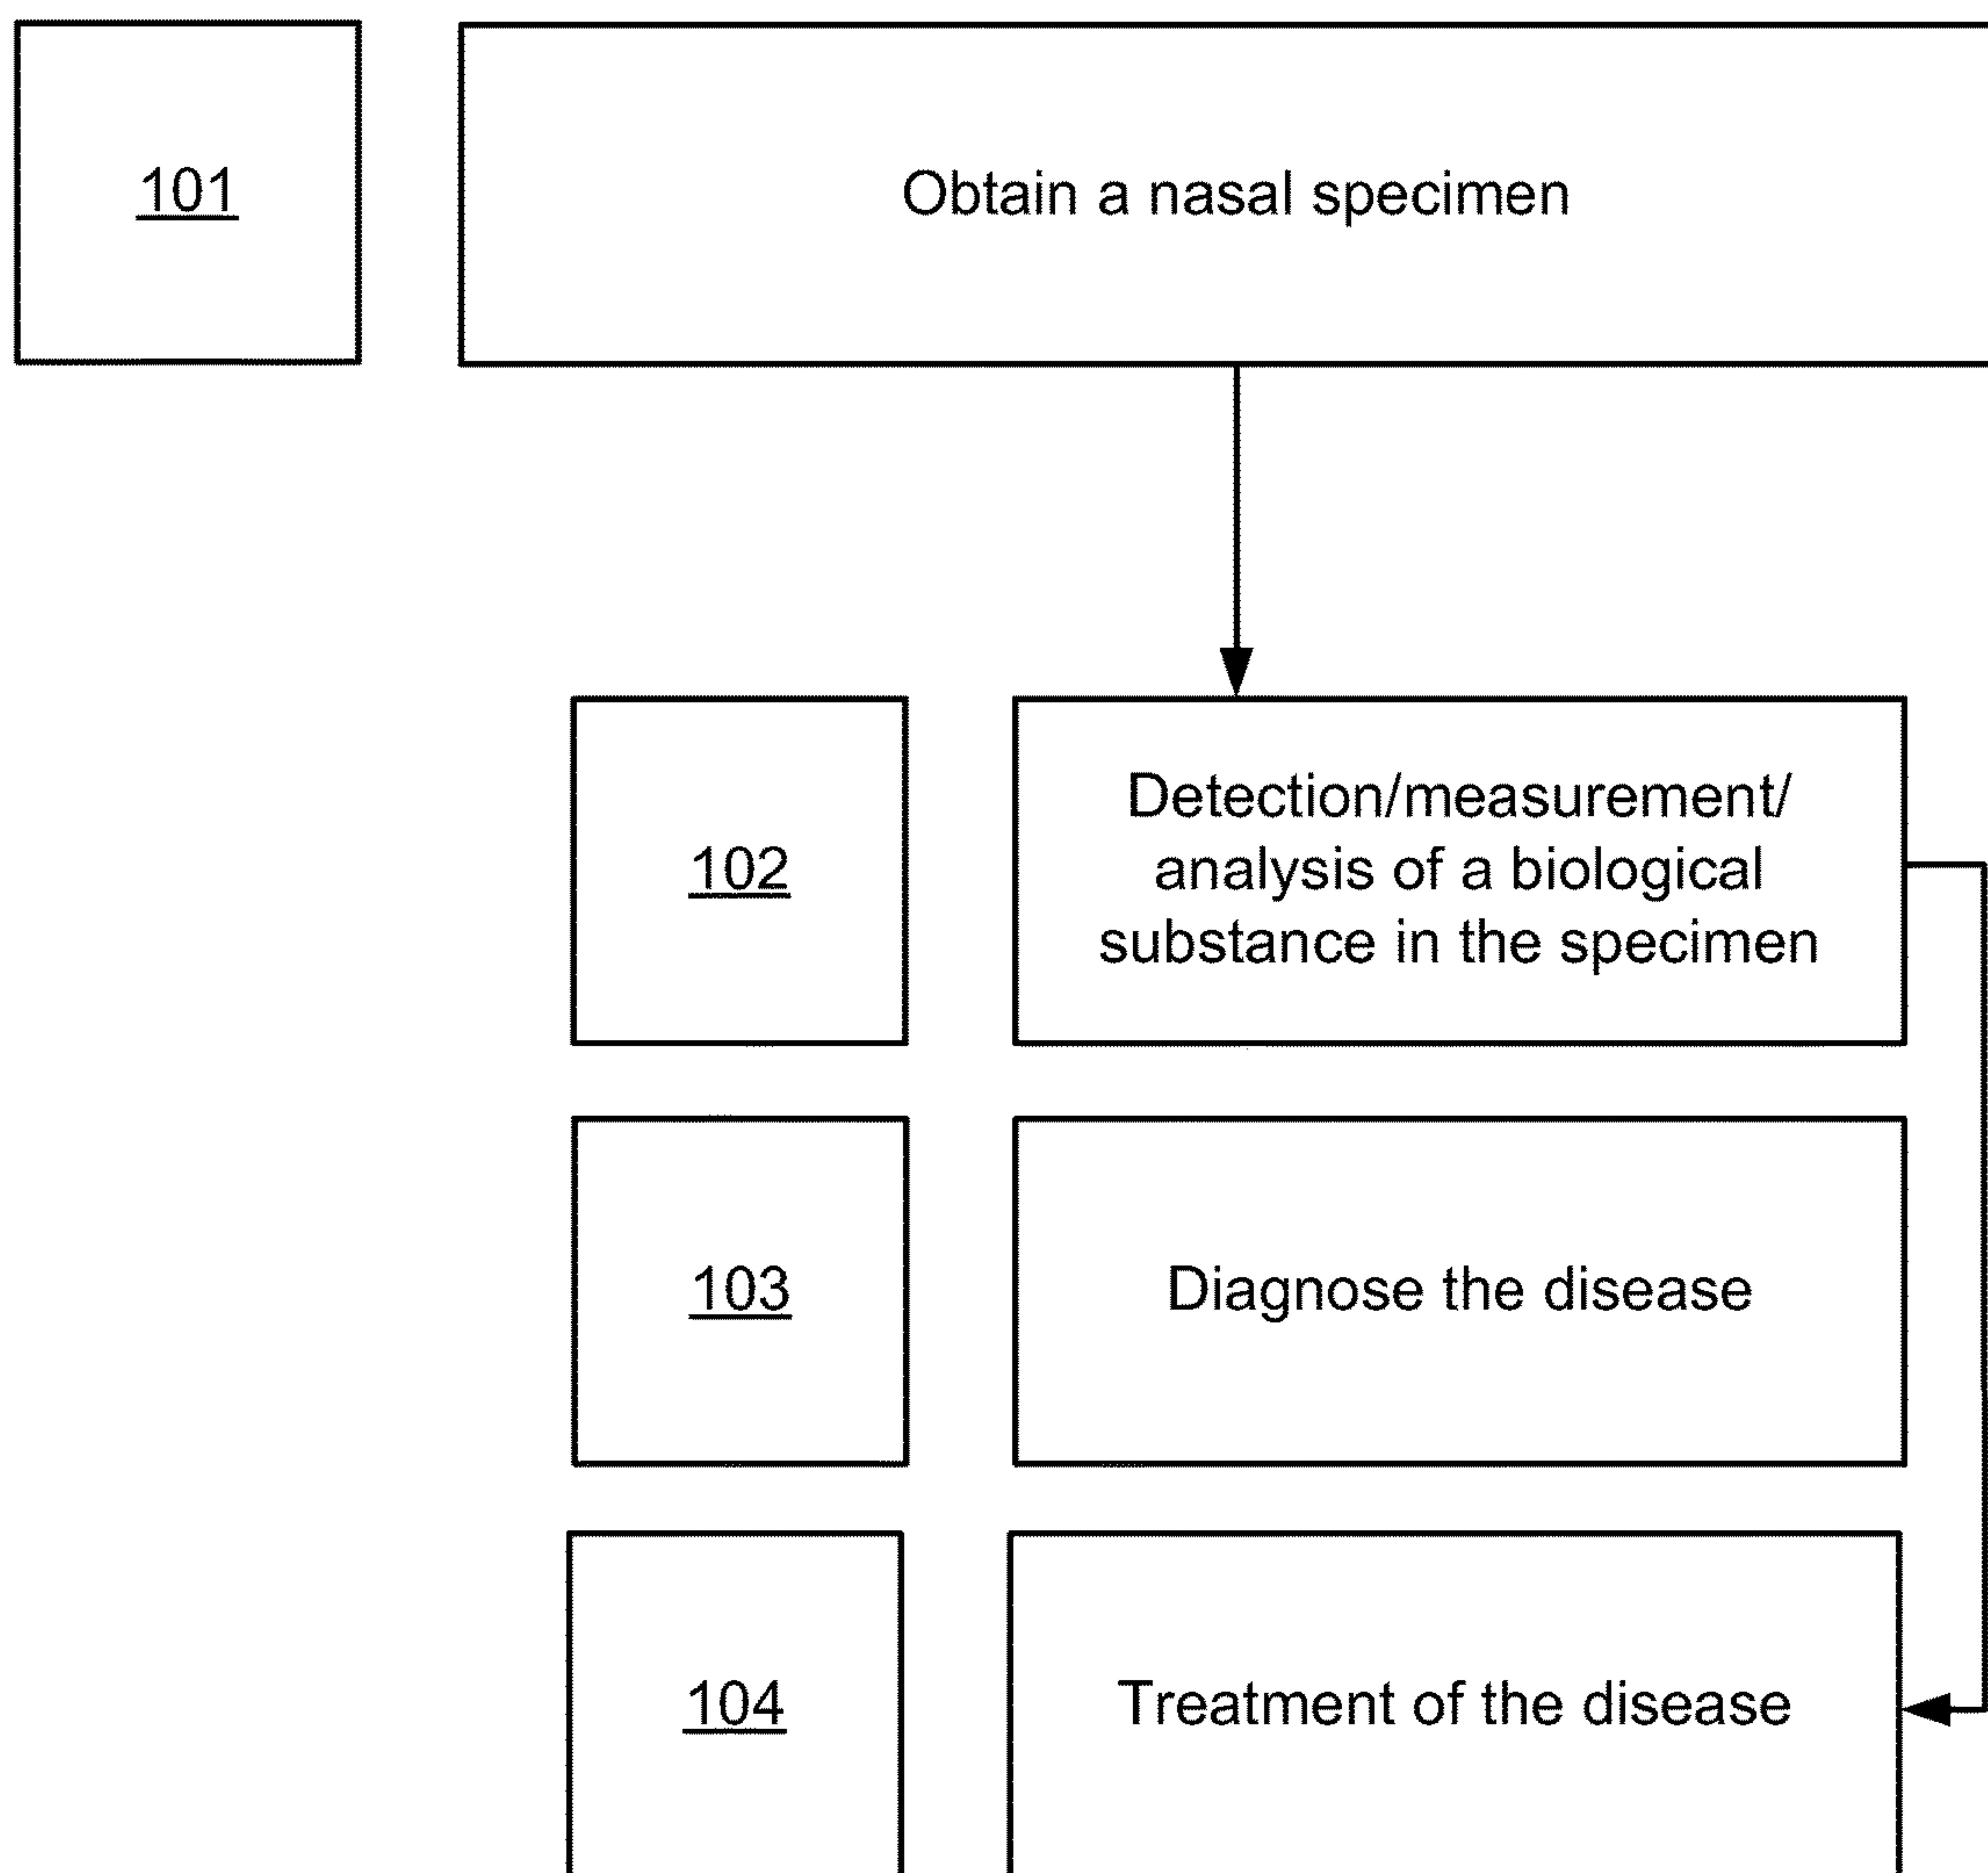 101
Obtain a nasal specimen
102
Detection/measurement/
analysis of a biological
substance in the specimen
103
Diagnose the disease
104
Treatment of the disease